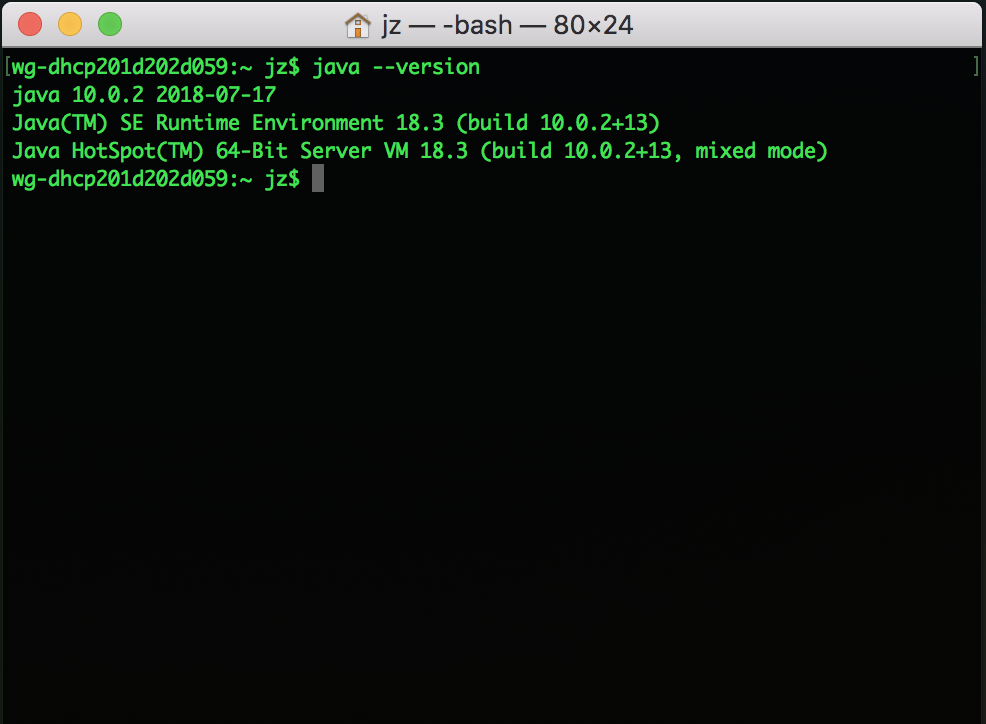 jz — -bash — 80×24
[wg-dhcp201d202d059:~ jz$ java --version ]
java 10.0.2 2018-07-17
Java(TM) SE Runtime Environment 18.3 (build 10.0.2+13)
Java HotSpot(TM) 64-Bit Server VM 18.3 (build 10.0.2+13, mixed mode)
wg-dhcp201d202d059:~ jz$